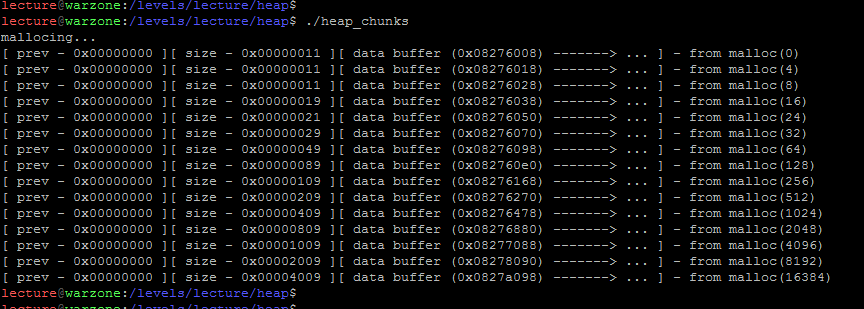 lecture@warzone:/levels/lecture/heap$
lecture@warzone:/levels/lecture/heap$ ./heap_chunks
mallocing...
[ prev - 0x00000000 ][ size - 0x00000011 ][ data buffer (0x08276008) -------> ... ] - from malloc(0)
[ prev - 0x00000000 ][ size - 0x00000011 ][ data buffer (0x08276018) -------> ... ] - from malloc(4)
[ prev - 0x00000000 ][ size - 0x00000011 ][ data buffer (0x08276028) -------> ... ] - from malloc(8)
[ prev - 0x00000000 ][ size - 0x00000019 ][ data buffer (0x08276038) -------> ... ] - from malloc(16)
[ prev - 0x00000000 ][ size - 0x00000021 ][ data buffer (0x08276050) -------> ... ] - from malloc(24)
[ prev - 0x00000000 ][ size - 0x00000029 ][ data buffer (0x08276070) -------> ... ] - from malloc(32)
[ prev - 0x00000000 ][ size - 0x00000049 ][ data buffer (0x08276098) -------> ... ] - from malloc(64)
[ prev - 0x00000000 ][ size - 0x00000089 ][ data buffer (0x082760e0) -------> ... ] - from malloc(128)
[ prev - 0x00000000 ][ size - 0x00000109 ][ data buffer (0x08276168) -------> ... ] - from malloc(256)
[ prev - 0x00000000 ][ size - 0x00000209 ][ data buffer (0x08276270) -------> ... ] - from malloc(512)
[ prev - 0x00000000 ][ size - 0x00000409 ][ data buffer (0x08276478) -------> ... ] - from malloc(1024)
[ prev - 0x00000000 ][ size - 0x00000809 ][ data buffer (0x08276880) -------> ... ] - from malloc(2048)
[ prev - 0x00000000 ][ size - 0x00001009 ][ data buffer (0x08277088) -------> ... ] - from malloc(4096)
[ prev - 0x00000000 ][ size - 0x00002009 ][ data buffer (0x08278090) -------> ... ] - from malloc(8192)
[ prev - 0x00000000 ][ size - 0x00004009 ][ data buffer (0x0827a098) -------> ... ] - from malloc(16384)
lecture@warzone:/levels/lecture/heap$
lecture@warzone:/levels/lecture/heap$